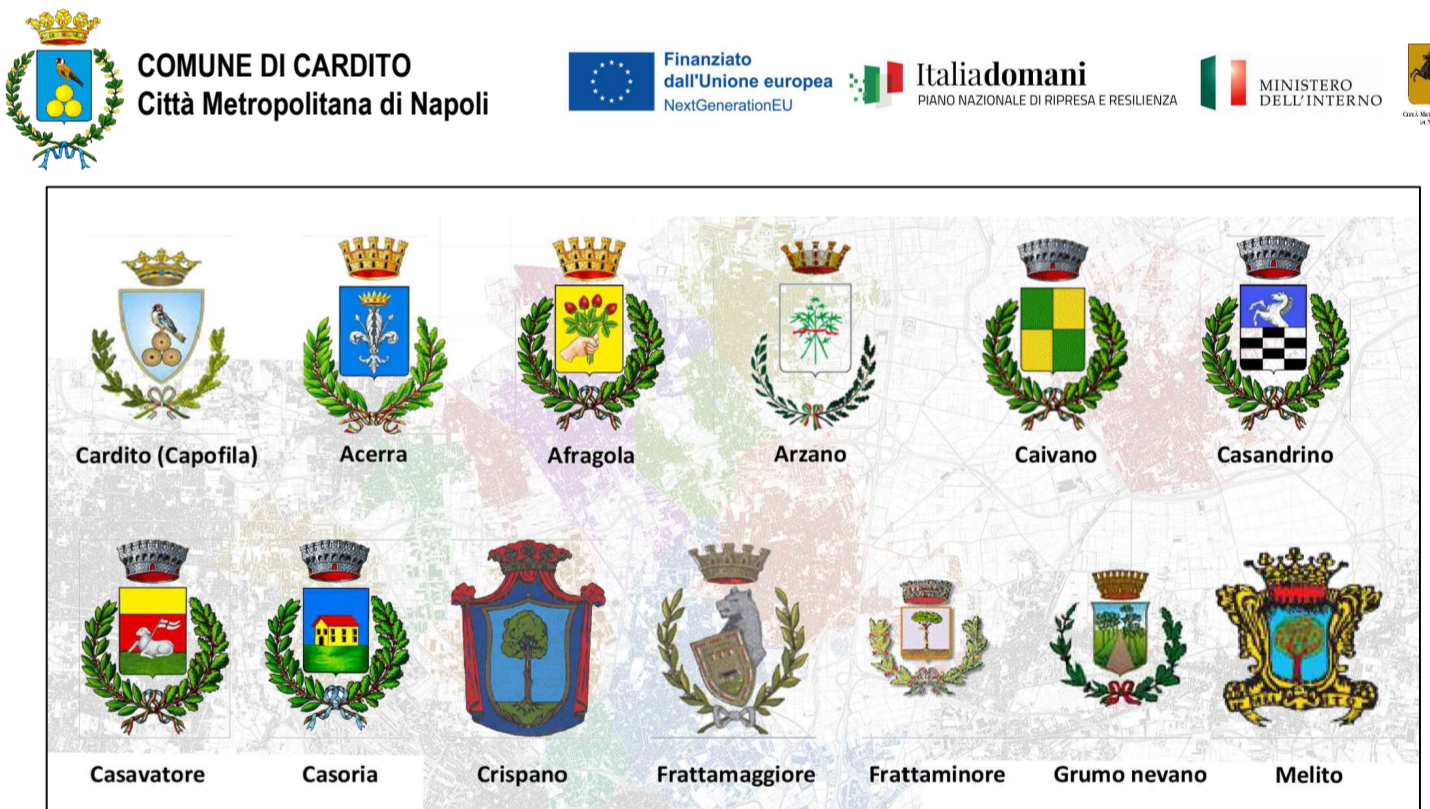 COMUNE DI CARDITO
Città Metropolitana di Napoli
Finanziato
dall'Unione europea
NextGenerationEU
Italiadomani
PIANO NAZIONALE DI RIPRESA E RESILIENZA
MINISTERO
DELL'INTERNO
Cardito (Capofila)
Acerra
Afragola
Arzano
Caivano
Casandrino
Casavatore
Casoria
Crispano
Frattamaggiore
Frattaminore
Grumo nevano
Melito